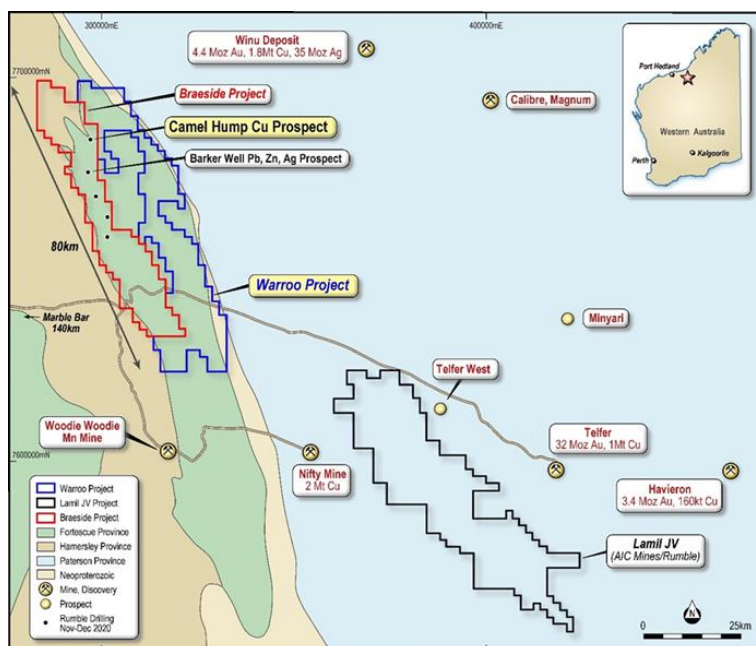 300000mE
400000mE
7700000mN
Winu Deposit
4.4 Moz Au, 1.8Mt Cu, 35 Moz Ag
Port Hedland
Western Australia
Kalgoorlie
Perth
Braeside Project
Calibre, Magnum
Camel Hump Cu Prospect
Barker Well Pb, Zn, Ag Prospect
80km
Warroo Project
Marble Bar
140km
Minyari
Telfer West
Woodie Woodie
Mn Mine
Telfer
32 Moz Au, 1Mt Cu
7600000mN
Nifty Mine
2 Mt Cu
Havieron
3.4 Moz Au, 160kt Cu
Warroo Project
Lamil JV Project
Braeside Project
Fortescue Province
Hamersley Province
Paterson Province
Neoproterozoic
Mine, Discovery
Prospect
Rumble Drilling
Nov-Dec 2020
Lamil JV
(AIC Mines/Rumble)
N
0
25km